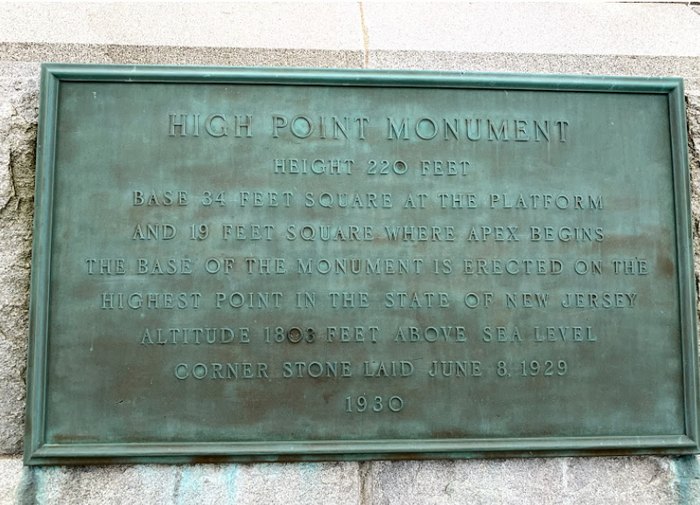 HIGH POINT MONUMENT
HEIGHT 220 FEET
BASE 34 FEET SQUARE AT THE PLATFORM
AND 19 FEET SQUARE WHERE APEX BEGINS
THE BASE OF THE MONUMENT IS ERECTED ON THE
HIGHEST POINT IN THE STATE OF NEW JERSEY
ALTITUDE 1803 FEET ABOVE SEA LEVEL
CORNER STONE LAID JUNE 8, 1929
1930